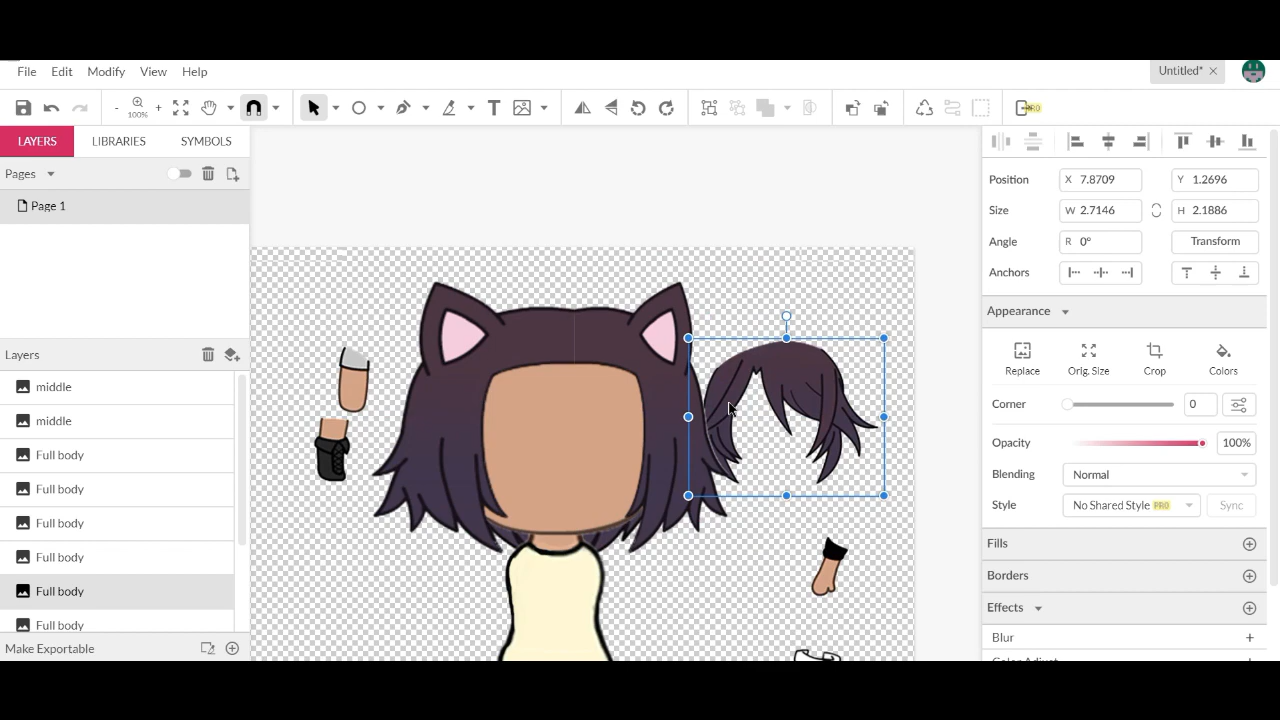 File Edit Modify View Help
Untitled*
100%
PRO
LAYERS LIBRARIES SYMBOLS
Pages
Page 1
Layers
middle
middle
Full body
Full body
Full body
Full body
Full body
Full body
Make Exportable
Position X 7.8709 Y 1.2696
Size W 2.7146 H 2.1886
Angle R 0° Transform
Anchors
Appearance
Replace Orig. Size Crop Colors
Corner 0
Opacity 100%
Blending Normal
Style No Shared Style PRO Sync
Fills
Borders
Effects
Blur
Color Adjust